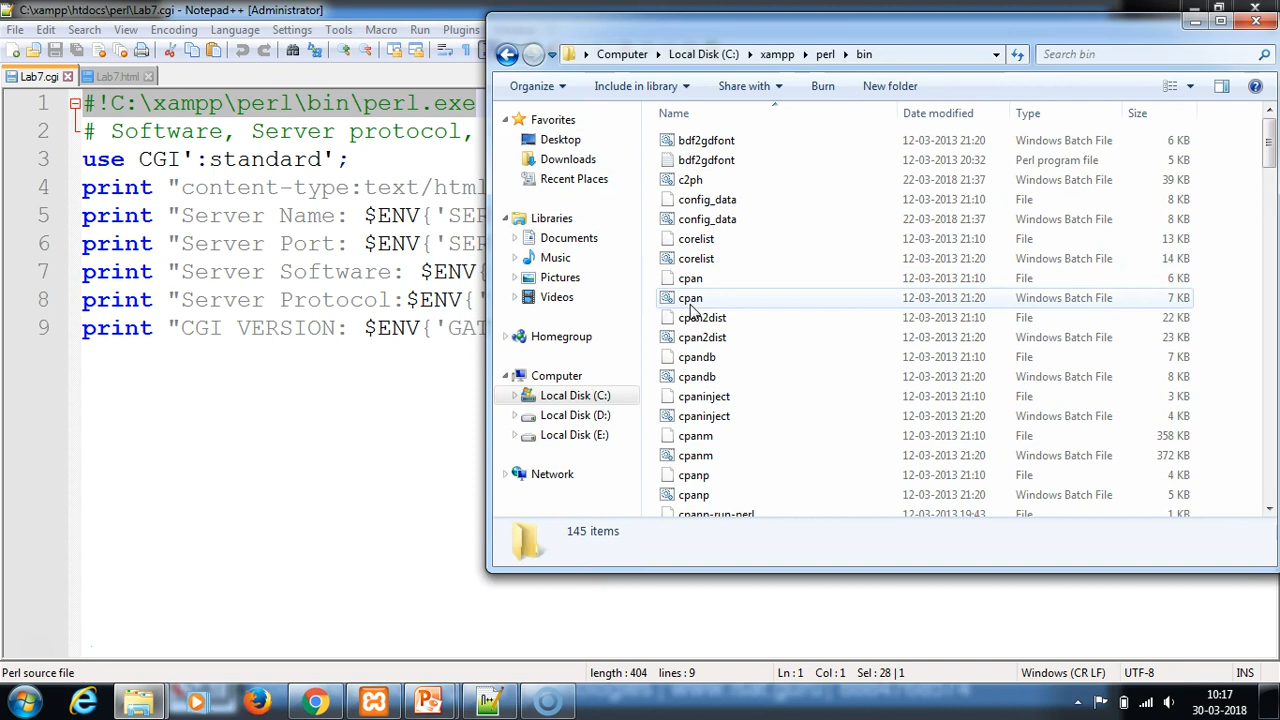 C:\xampp\htdocs\perl\Lab7.cgi - Notepad++ [Administrator]
File Edit Search View Encoding Language Settings Tools Macro Run Plugins
Lab7.cgi Lab7.html
1 #!C:\xampp\perl\bin\perl.exe
2 # Software, Server protocol,
3 use CGI':standard';
4 print "content-type:text/html
5 print "Server Name: $ENV{'SER
6 print "Server Port: $ENV{'SER
7 print "Server Software: $ENV{
8 print "Server Protocol:$ENV{'
9 print "CGI VERSION: $ENV{'GAT
Computer Local Disk (C:) xampp perl bin
Search bin
Organize Include in library Share with Burn New folder
Favorites
Desktop
Downloads
Recent Places
Libraries
Documents
Music
Pictures
Videos
Homegroup
Computer
Local Disk (C:)
Local Disk (D:)
Local Disk (E:)
Network
Name Date modified Type Size
bdf2gdfont 12-03-2013 21:20 Windows Batch File 6 KB
bdf2gdfont 12-03-2013 20:32 Perl program file 5 KB
c2ph 22-03-2018 21:37 Windows Batch File 39 KB
config_data 12-03-2013 21:10 File 8 KB
config_data 22-03-2018 21:37 Windows Batch File 9 KB
corelist 12-03-2013 21:10 File 13 KB
corelist 12-03-2013 21:20 Windows Batch File 14 KB
cpan 12-03-2013 21:10 File 6 KB
cpan 12-03-2013 21:20 Windows Batch File 7 KB
cpan2dist 12-03-2013 21:10 File 22 KB
cpan2dist 12-03-2013 21:20 Windows Batch File 23 KB
cpandb 12-03-2013 21:10 File 7 KB
cpandb 12-03-2013 21:20 Windows Batch File 8 KB
cpaninject 12-03-2013 21:10 File 3 KB
cpaninject 12-03-2013 21:20 Windows Batch File 4 KB
cpanm 12-03-2013 21:10 File 358 KB
cpanm 12-03-2013 21:20 Windows Batch File 372 KB
cpanp 12-03-2013 21:10 File 4 KB
cpanp 12-03-2013 21:20 Windows Batch File 5 KB
cpanp-run-perl 12-03-2013 19:43 File 1 KB
145 items
Perl source file length : 404 lines : 9 Ln : 1 Col : 1 Sel : 28 | 1 Windows (CR LF) UTF-8 INS
10:17
30-03-2018